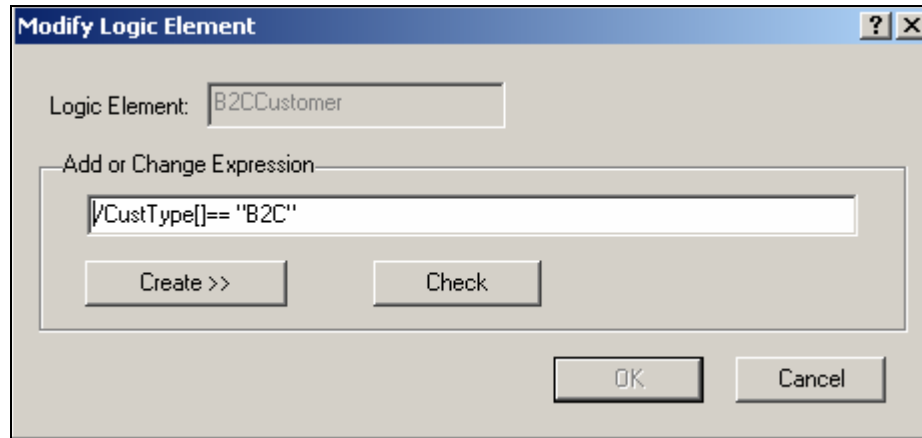 Modify Logic Element
Logic Element: B2CCustomer
Add or Change Expression
/CustType[]== "B2C"
Create >> Check
OK Cancel